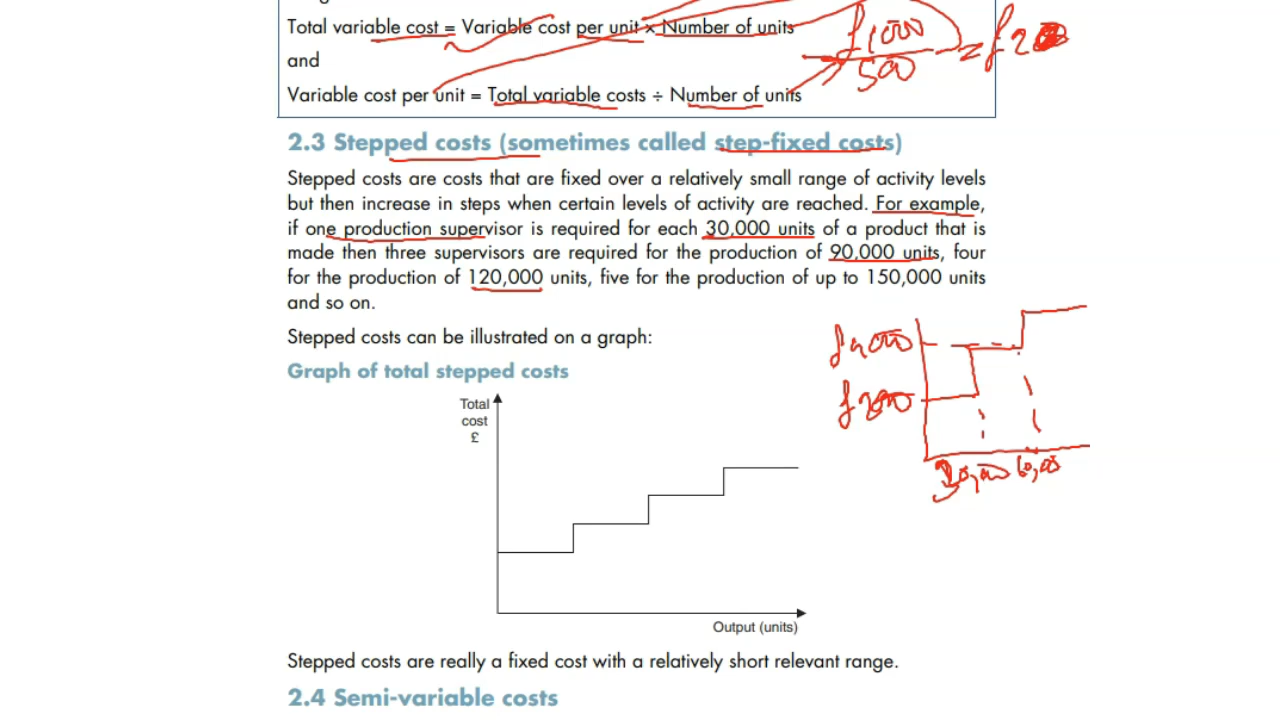 Total variable cost = Variable cost per unit × Number of units
and
Variable cost per unit = Total variable costs ÷ Number of units
£1000
500
= £2
2.3 Stepped costs (sometimes called step-fixed costs)
Stepped costs are costs that are fixed over a relatively small range of activity levels
but then increase in steps when certain levels of activity are reached. For example,
if one production supervisor is required for each 30,000 units of a product that is
made then three supervisors are required for the production of 90,000 units, four
for the production of 120,000 units, five for the production of up to 150,000 units
and so on.
Stepped costs can be illustrated on a graph:
Graph of total stepped costs
Total
cost
£
Output (units)
30,000 60,00
Stepped costs are really a fixed cost with a relatively short relevant range.
2.4 Semi-variable costs